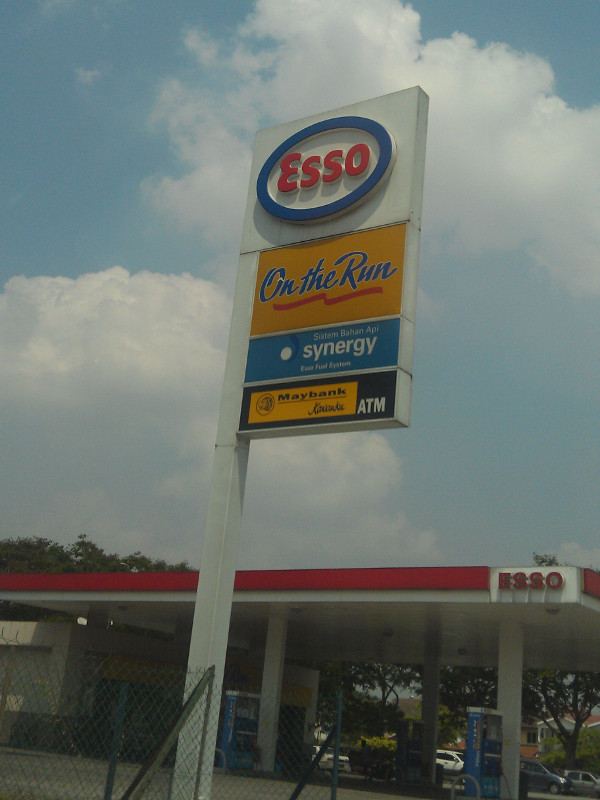 Esso
On the Run
Sistem Bahan Api
synergy
Esso Fuel System
Maybank
Kawanku
ATM
ESSO